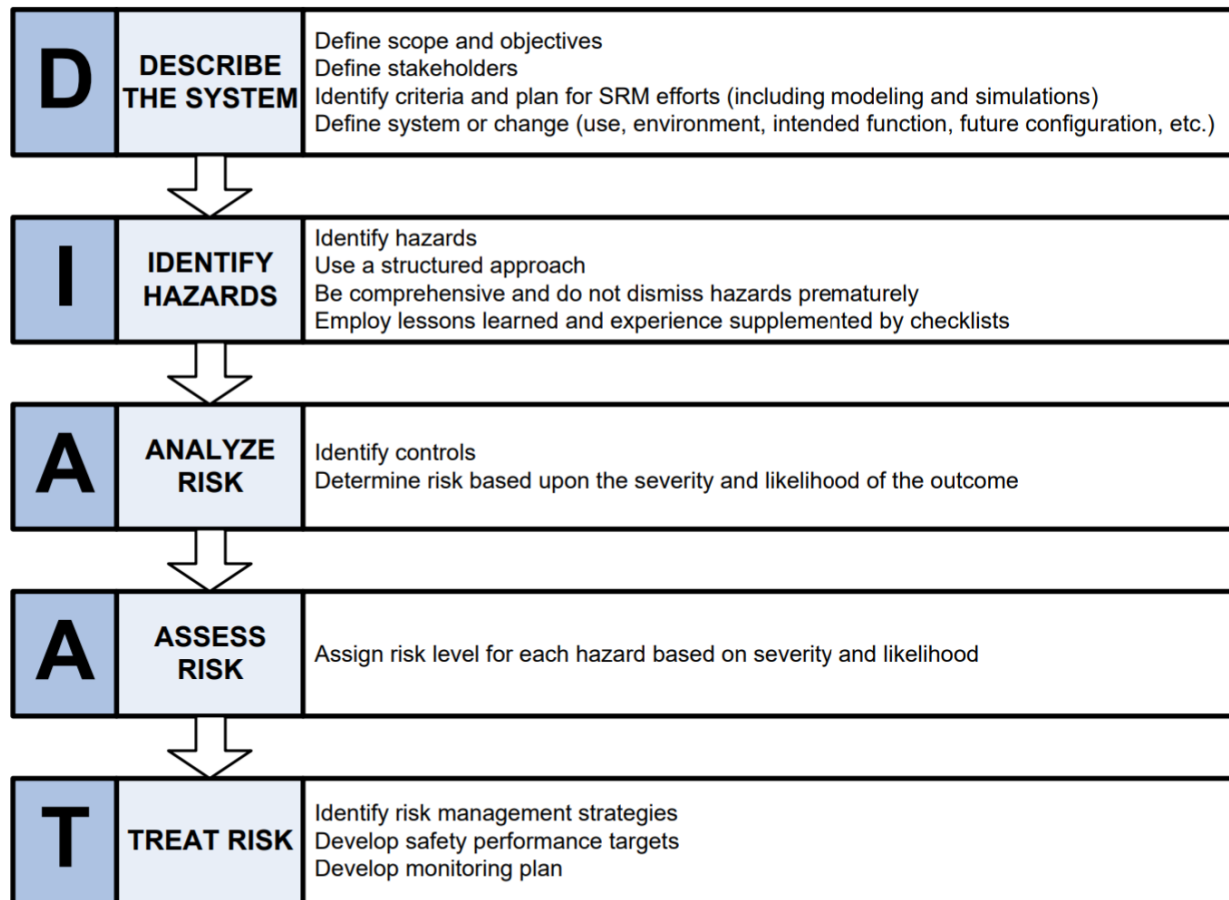 D
DESCRIBE
THE SYSTEM
Define scope and objectives
Define stakeholders
Identify criteria and plan for SRM efforts (including modeling and simulations)
Define system or change (use, environment, intended function, future configuration, etc.)
I
IDENTIFY
HAZARDS
Identify hazards
Use a structured approach
Be comprehensive and do not dismiss hazards prematurely
Employ lessons learned and experience supplemented by checklists
A
ANALYZE
RISK
Identify controls
Determine risk based upon the severity and likelihood of the outcome
A
ASSESS
RISK
Assign risk level for each hazard based on severity and likelihood
T
TREAT RISK
Identify risk management strategies
Develop safety performance targets
Develop monitoring plan